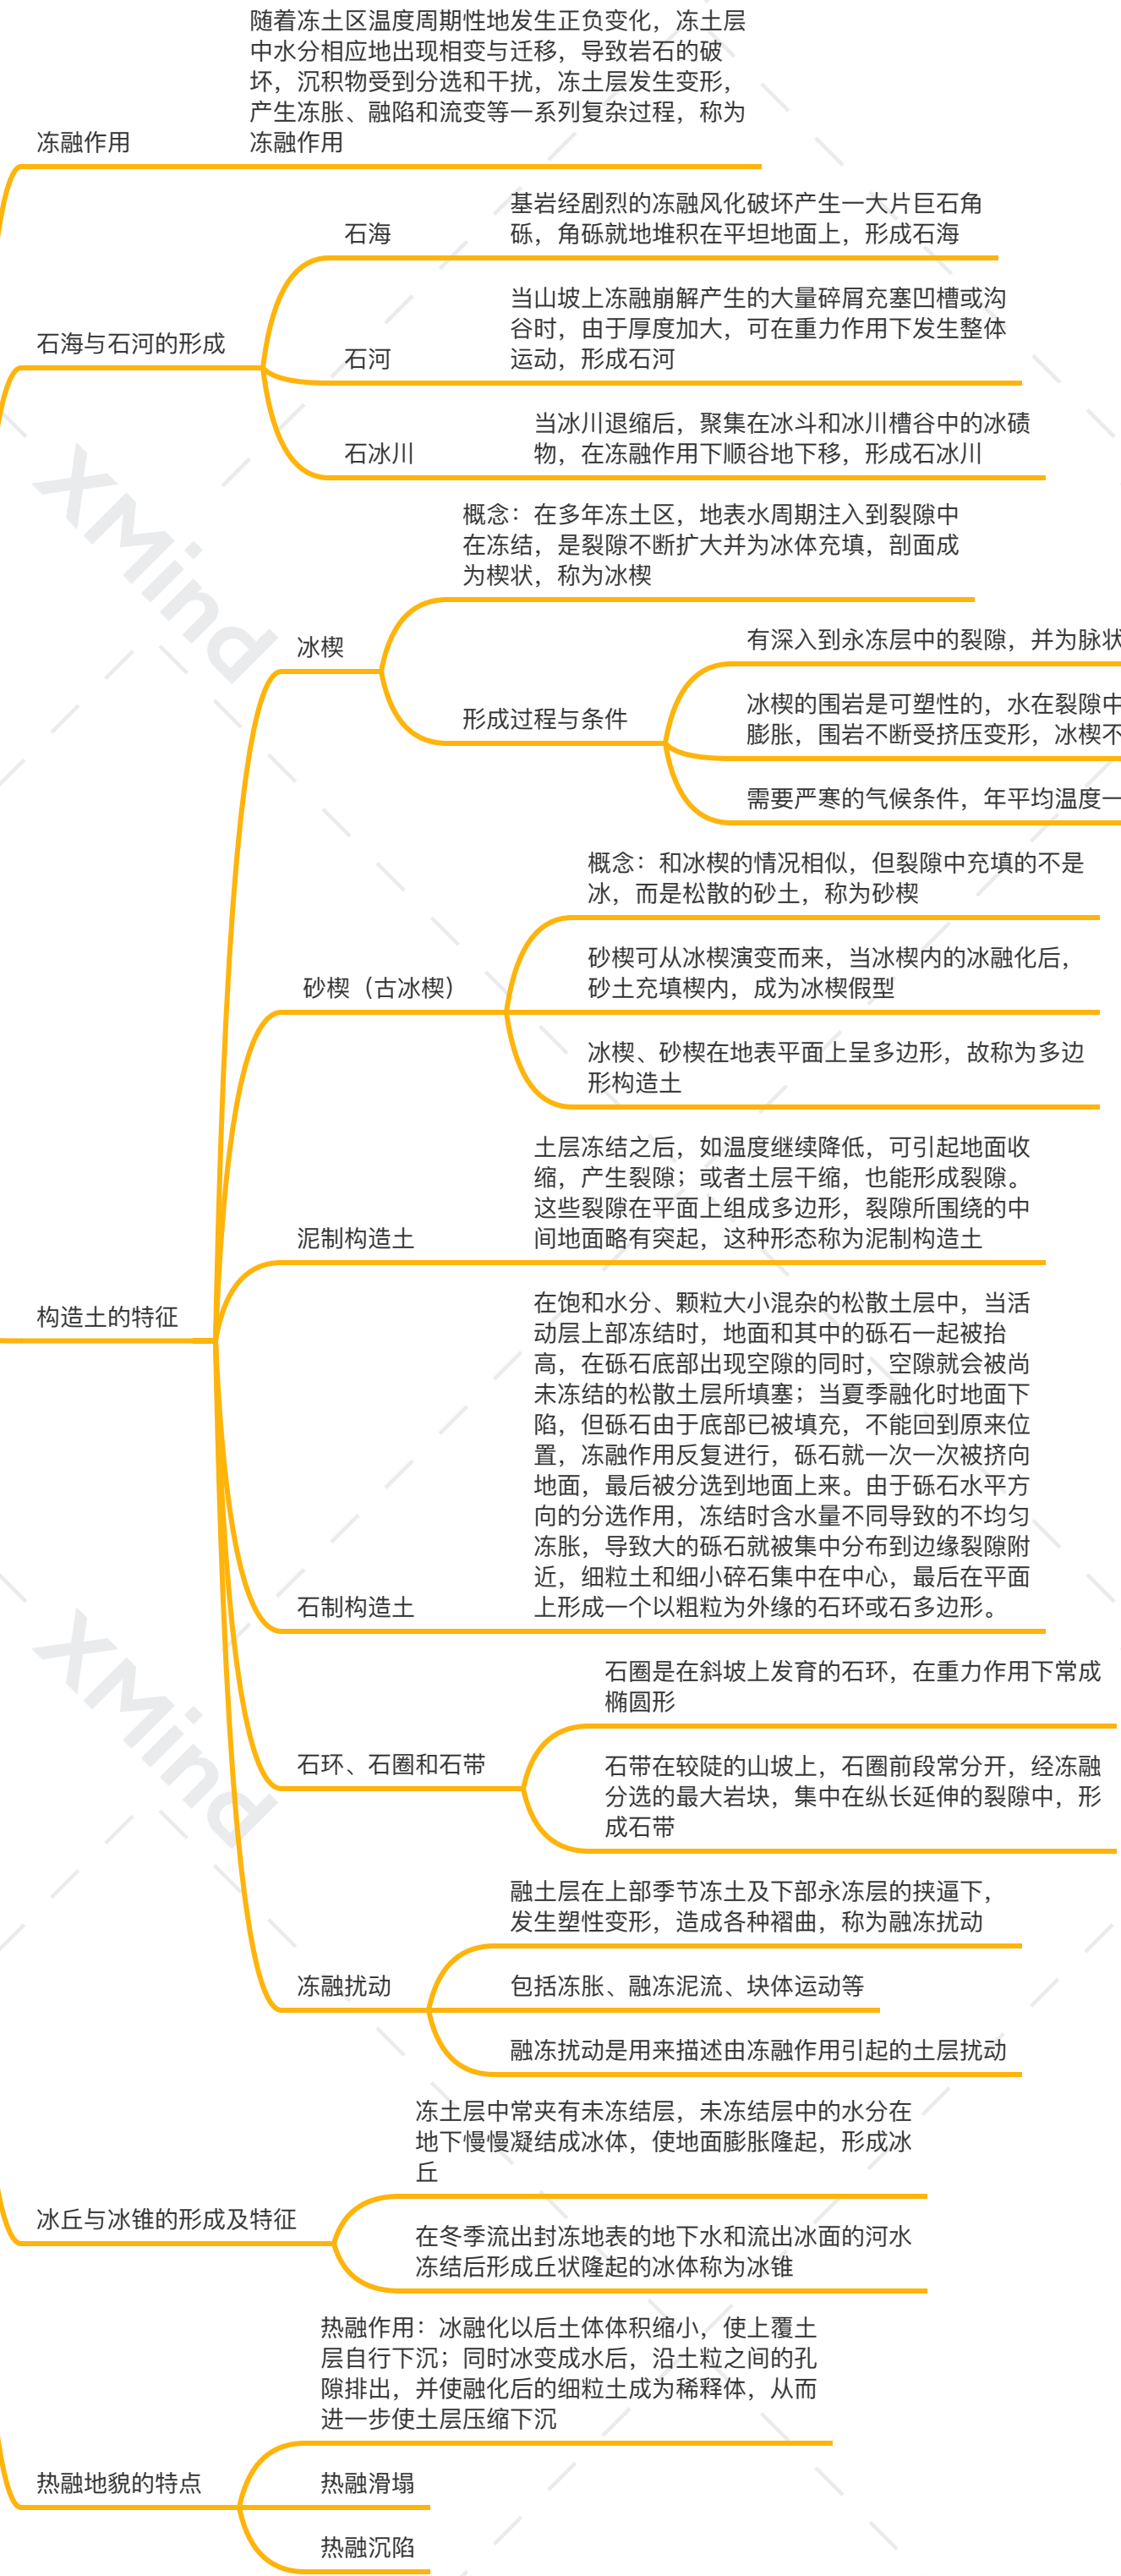 随着冻土区温度周期性地发生正负变化，冻土层
中水分相应地出现相变与迁移，导致岩石的破
坏，沉积物受到分选和干扰，冻土层发生变形，
产生冻胀、融陷和流变等一系列复杂过程，称为
冻融作用
冻融作用
石海与石河的形成
石海
基岩经剧烈的冻融风化破坏产生一大片巨石角
砾，角砾就地堆积在平坦地面上，形成石海
石河
当山坡上冻融崩解产生的大量碎屑充塞凹槽或沟
谷时，由于厚度加大，可在重力作用下发生整体
运动，形成石河
石冰川
当冰川退缩后，聚集在冰斗和冰川槽谷中的冰碛
物，在冻融作用下顺谷地下移，形成石冰川
构造土的特征
冰楔
概念：在多年冻土区，地表水周期注入到裂隙中
在冻结，是裂隙不断扩大并为冰体充填，剖面成
为楔状，称为冰楔
形成过程与条件
有深入到永冻层中的裂隙，并为脉状
冰楔的围岩是可塑性的，水在裂隙中
膨胀，围岩不断受挤压变形，冰楔不
需要严寒的气候条件，年平均温度一
砂楔（古冰楔）
概念：和冰楔的情况相似，但裂隙中充填的不是
冰，而是松散的砂土，称为砂楔
砂楔可从冰楔演变而来，当冰楔内的冰融化后，
砂土充填楔内，成为冰楔假型
冰楔、砂楔在地表平面上呈多边形，故称为多边
形构造土
泥制构造土
土层冻结之后，如温度继续降低，可引起地面收
缩，产生裂隙；或者土层干缩，也能形成裂隙。
这些裂隙在平面上组成多边形，裂隙所围绕的中
间地面略有突起，这种形态称为泥制构造土
石制构造土
在饱和水分、颗粒大小混杂的松散土层中，当活
动层上部冻结时，地面和其中的砾石一起被抬
高，在砾石底部出现空隙的同时，空隙就会被尚
未冻结的松散土层所填塞；当夏季融化时地面下
陷，但砾石由于底部已被填充，不能回到原来位
置，冻融作用反复进行，砾石就一次一次被挤向
地面，最后被分选到地面上来。由于砾石水平方
向的分选作用，冻结时含水量不同导致的不均匀
冻胀，导致大的砾石就被集中分布到边缘裂隙附
近，细粒土和细小碎石集中在中心，最后在平面
上形成一个以粗粒为外缘的石环或石多边形。
石环、石圈和石带
石圈是在斜坡上发育的石环，在重力作用下常成
椭圆形
石带在较陡的山坡上，石圈前段常分开，经冻融
分选的最大岩块，集中在纵长延伸的裂隙中，形
成石带
冻融扰动
融土层在上部季节冻土及下部永冻层的挟逼下，
发生塑性变形，造成各种褶曲，称为融冻扰动
包括冻胀、融冻泥流、块体运动等
融冻扰动是用来描述由冻融作用引起的土层扰动
冰丘与冰锥的形成及特征
冻土层中常夹有未冻结层，未冻结层中的水分在
地下慢慢凝结成冰体，使地面膨胀隆起，形成冰
丘
在冬季流出封冻地表的地下水和流出冰面的河水
冻结后形成丘状隆起的冰体称为冰锥
热融地貌的特点
热融作用：冰融化以后土体体积缩小，使上覆土
层自行下沉；同时冰变成水后，沿土粒之间的孔
隙排出，并使融化后的细粒土成为稀释体，从而
进一步使土层压缩下沉
热融滑塌
热融沉陷
XMind
XMind